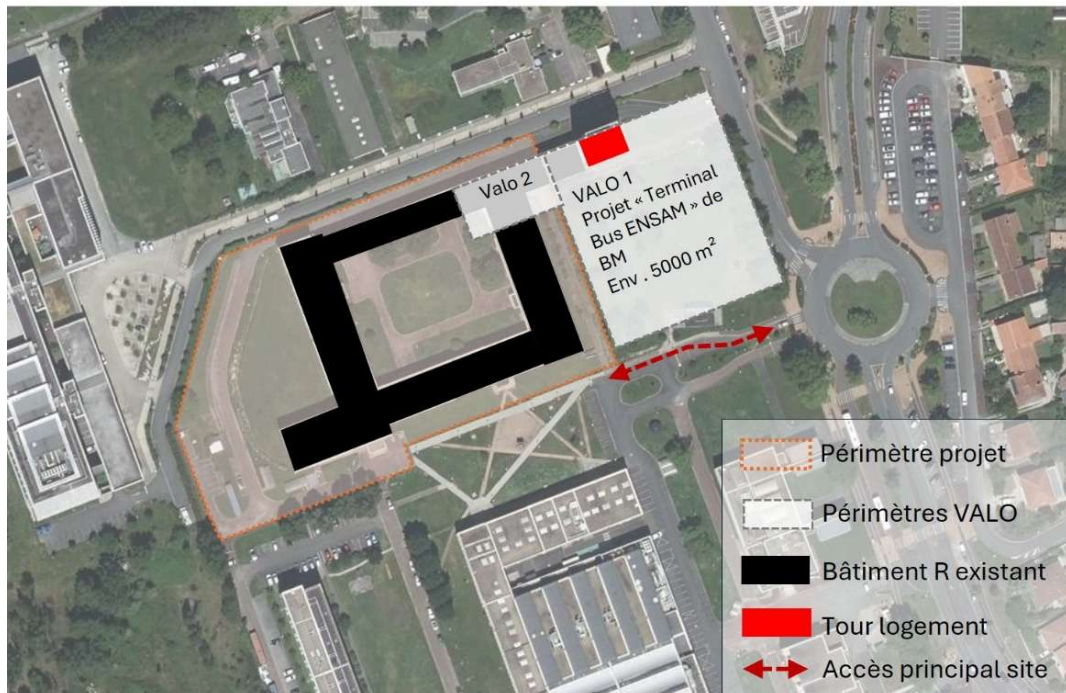 Valo 2
VALO 1
Projet « Terminal
Bus ENSAM » de
BM
Env . 5000 m²
Périmètre projet
Périmètres VALO
Bâtiment R existant
Tour logement
Accès principal site